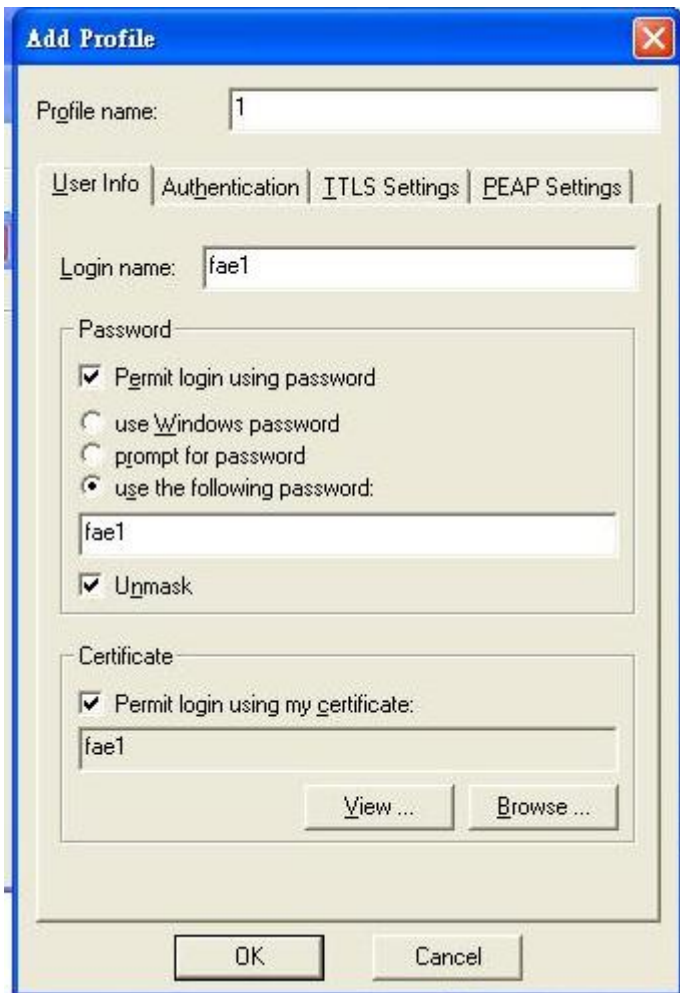 Add Profile
Profile name: 1
User Info Authentication TTLS Settings PEAP Settings
Login name: fae1
Password
Permit login using password
use Windows password
prompt for password
use the following password:
fae1
Unmask
Certificate
Permit login using my certificate:
fae1
View ... Browse ...
OK Cancel